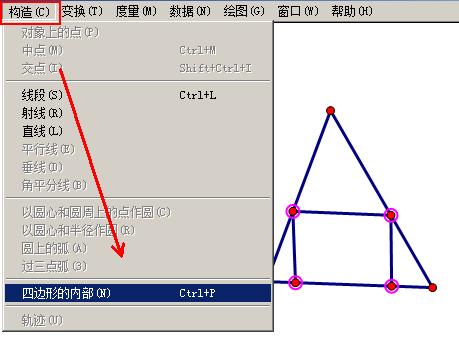 构造(C) 变换(T) 度量(M) 数据(N) 绘图(G) 窗口(W) 帮助(H)
对象上的点(P)
中点(M) Ctrl+M
交点(I) Shift+Ctrl+I
线段(S) Ctrl+L
射线(R)
直线(L)
平行线(E)
垂线(D)
角平分线(B)
以圆心和圆周上的点作圆(C)
以圆心和半径作圆(R)
圆上的弧(A)
过三点弧(3)
四边形的内部(N) Ctrl+P
轨迹(U)